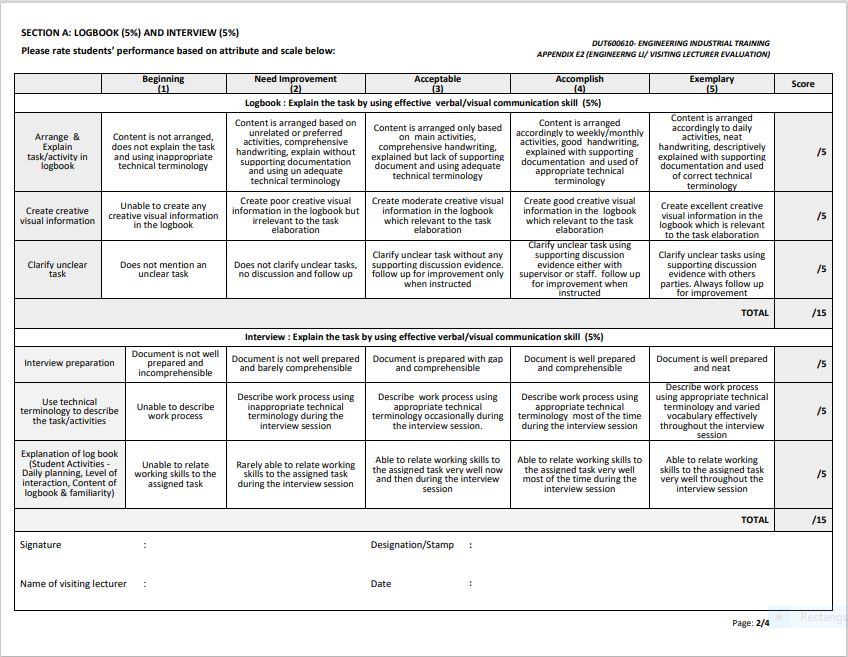 SECTION A: LOGBOOK (5%) AND INTERVIEW (5%)
Please rate students' performance based on attribute and scale below:
DUT600610- ENGINEERING INDUSTRIAL TRAINING
APPENDIX E2 (ENGINEERNG LI/ VISITING LECTURER EVALUATION)
Beginning
(1)
Need Improvement
(2)
Acceptable
(3)
Accomplish
(4)
Exemplary
(5)
Score
Logbook : Explain the task by using effective verbal/visual communication skill (5%)
Arrange &
Explain
task/activity in
logbook
Content is not arranged,
does not explain the task
and using inappropriate
technical terminology
Content is arranged based on
unrelated or preferred
activities, comprehensive
handwriting, explain without
supporting documentation
and using un adequate
technical terminology
Content is arranged only based
on main activities,
comprehensive handwriting,
explained but lack of supporting
document and using adequate
technical terminology
Content is arranged
accordingly to weekly/monthly
activities, good handwriting,
explained with supporting
documentation and used of
appropriate technical
terminology
Content is arranged
accordingly to daily
activities, neat
handwriting, descriptively
explained with supporting
documentation and used
of correct technical
terminology
/5
Create creative
visual information
Unable to create any
creative visual information
in the logbook
Create poor creative visual
information in the logbook but
irrelevant to the task
elaboration
Create moderate creative visual
information in the logbook
which relevant to the task
elaboration
Create good creative visual
information in the logbook
which relevant to the task
elaboration
Create excellent creative
visual information in the
logbook which is relevant
to the task elaboration
/5
Clarify unclear
task
Does not mention an
unclear task
Does not clarify unclear tasks,
no discussion and follow up
Clarify unclear task without any
supporting discussion evidence.
follow up for improvement only
when instructed
Clarify unclear task using
supporting discussion
evidence either with
supervisor or staff. follow up
for improvement when
instructed
Clarify unclear tasks using
supporting discussion
evidence with others
parties. Always follow up
for improvement
/5
TOTAL
/15
Interview : Explain the task by using effective verbal/visual communication skill (5%)
Interview preparation
Document is not well
prepared and
incomprehensible
Document is not well prepared
and barely comprehensible
Document is prepared with gap
and comprehensible
Document is well prepared
and comprehensible
Document is well prepared
and neat
/5
Use technical
terminology to describe
the task/activities
Unable to describe
work process
Describe work process using
inappropriate technical
terminology during the
interview session
Describe work process using
appropriate technical
terminology occasionally during
the interview session.
Describe work process using
appropriate technical
terminology most of the time
during the interview session
Describe work process
using appropriate technical
terminology and varied
vocabulary effectively
throughout the interview
session
/5
Explanation of log book
(Student Activities -
Daily planning, Level of
interaction, Content of
logbook & familiarity)
Unable to relate
working skills to the
assigned task
Rarely able to relate working
skills to the assigned task
during the interview session
Able to relate working skills to
the assigned task very well now
and then during the interview
session
Able to relate working skills to
the assigned task very well
most of the time during the
interview session
Able to relate working
skills to the assigned task
very well throughout the
interview session
/5
TOTAL
/15
Signature :
Designation/Stamp :
Name of visiting lecturer :
Date :
Page: 2/4